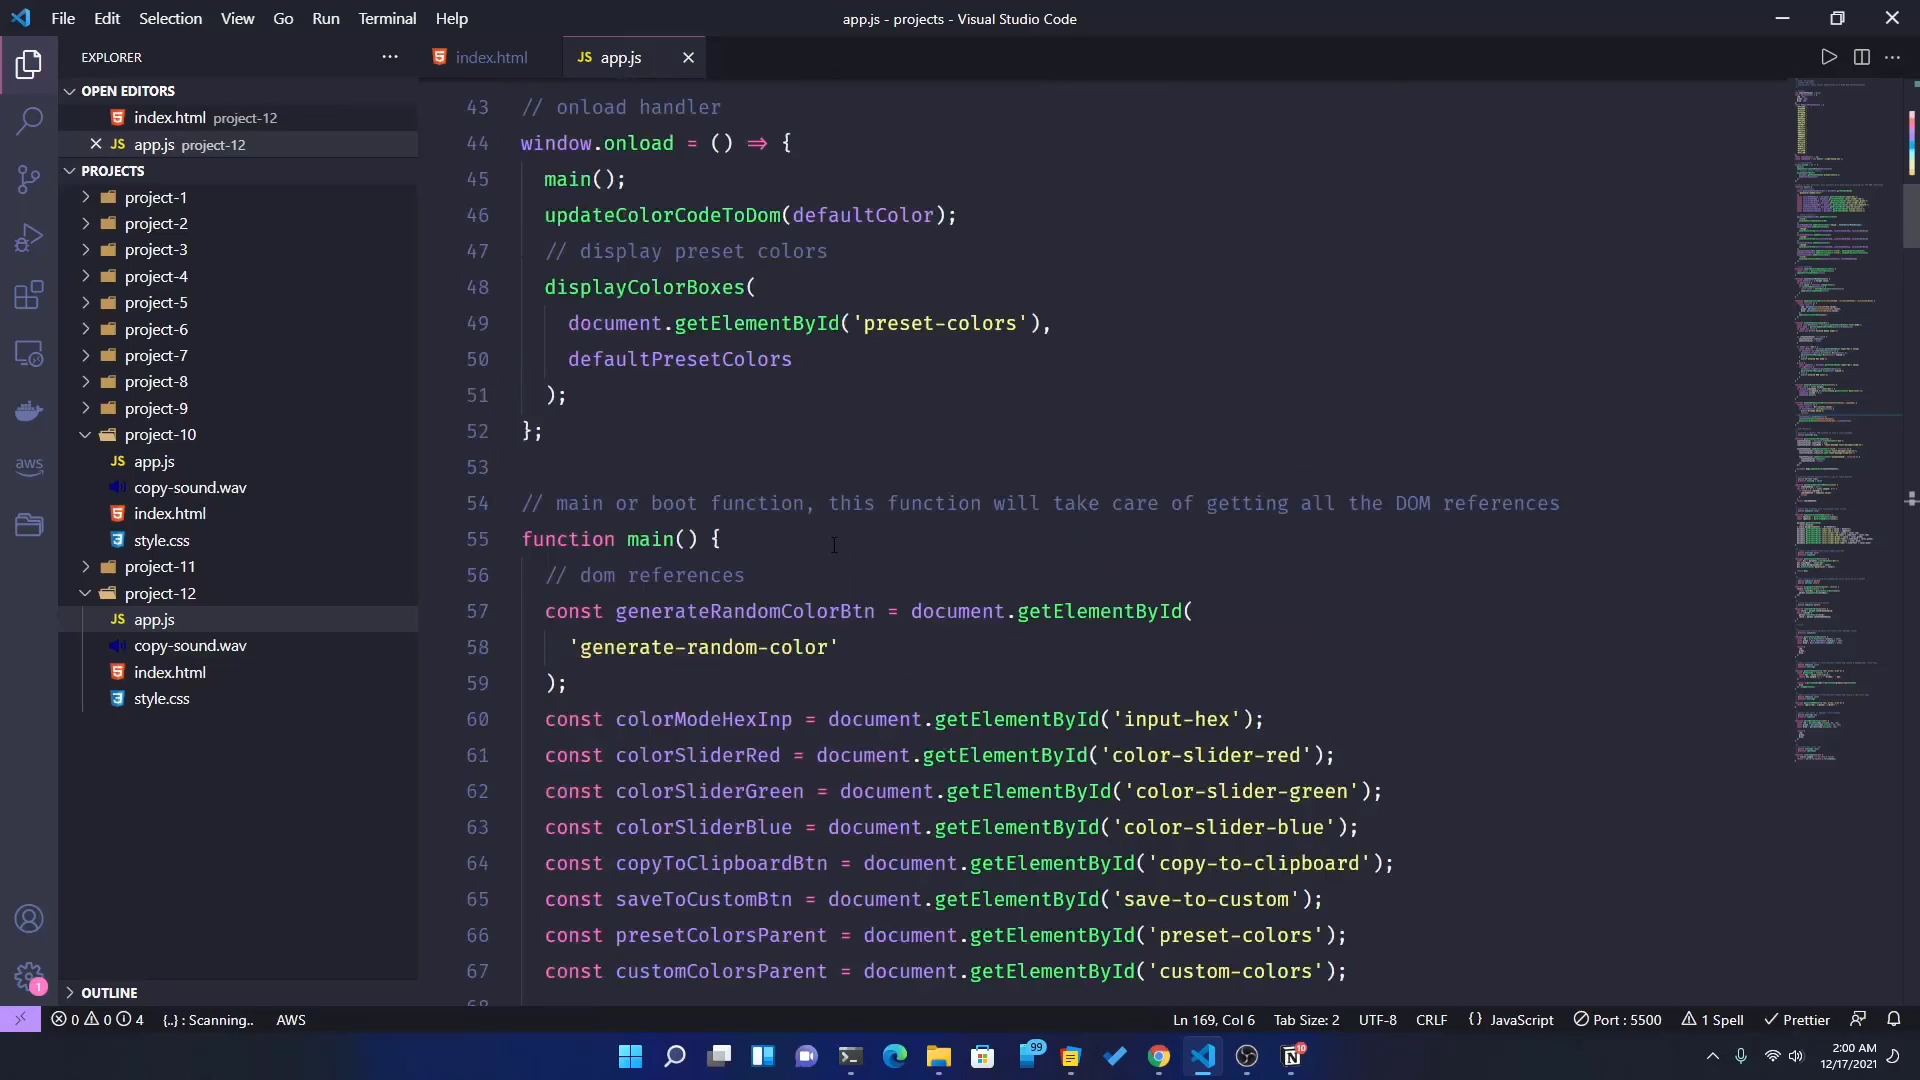 File Edit Selection View Go Run Terminal Help
app.js - projects - Visual Studio Code
EXPLORER
OPEN EDITORS
index.html project-12
JS app.js project-12
PROJECTS
project-1
project-2
project-3
project-4
project-5
project-6
project-7
project-8
project-9
project-10
JS app.js
copy-sound.wav
index.html
style.css
project-11
project-12
JS app.js
copy-sound.wav
index.html
style.css
OUTLINE
aws
1
index.html
JS app.js
43 // onload handler
44 window.onload = () => {
45 main();
46 updateColorCodeToDom(defaultColor);
47 // display preset colors
48 displayColorBoxes(
49 document.getElementById('preset-colors'),
50 defaultPresetColors
51 );
52 };
53
54 // main or boot function, this function will take care of getting all the DOM references
55 function main() {
56 // dom references
57 const generateRandomColorBtn = document.getElementById(
58 'generate-random-color'
59 );
60 const colorModeHexInp = document.getElementById('input-hex');
61 const colorSliderRed = document.getElementById('color-slider-red');
62 const colorSliderGreen = document.getElementById('color-slider-green');
63 const colorSliderBlue = document.getElementById('color-slider-blue');
64 const copyToClipboardBtn = document.getElementById('copy-to-clipboard');
65 const saveToCustomBtn = document.getElementById('save-to-custom');
66 const presetColorsParent = document.getElementById('preset-colors');
67 const customColorsParent = document.getElementById('custom-colors');
0 0 4 {..} : Scanning.. AWS
Ln 169, Col 6 Tab Size: 2 UTF-8 CRLF {} JavaScript Port : 5500 1 Spell Prettier
99
10
2:00 AM
12/17/2021